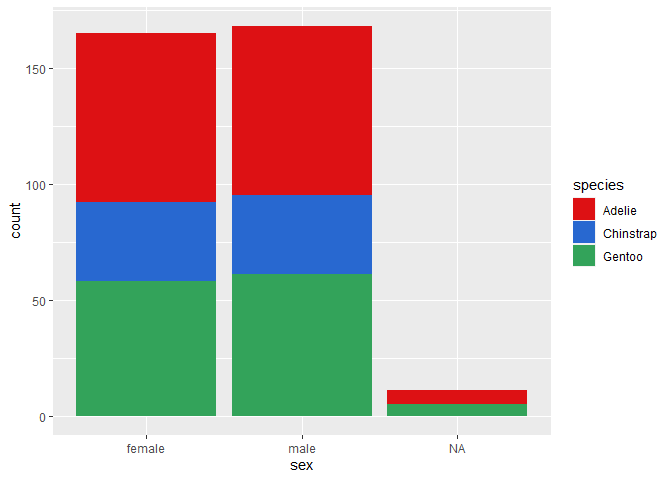 150
100
50
0
count
female
male
NA
sex
species
Adelie
Chinstrap
Gentoo